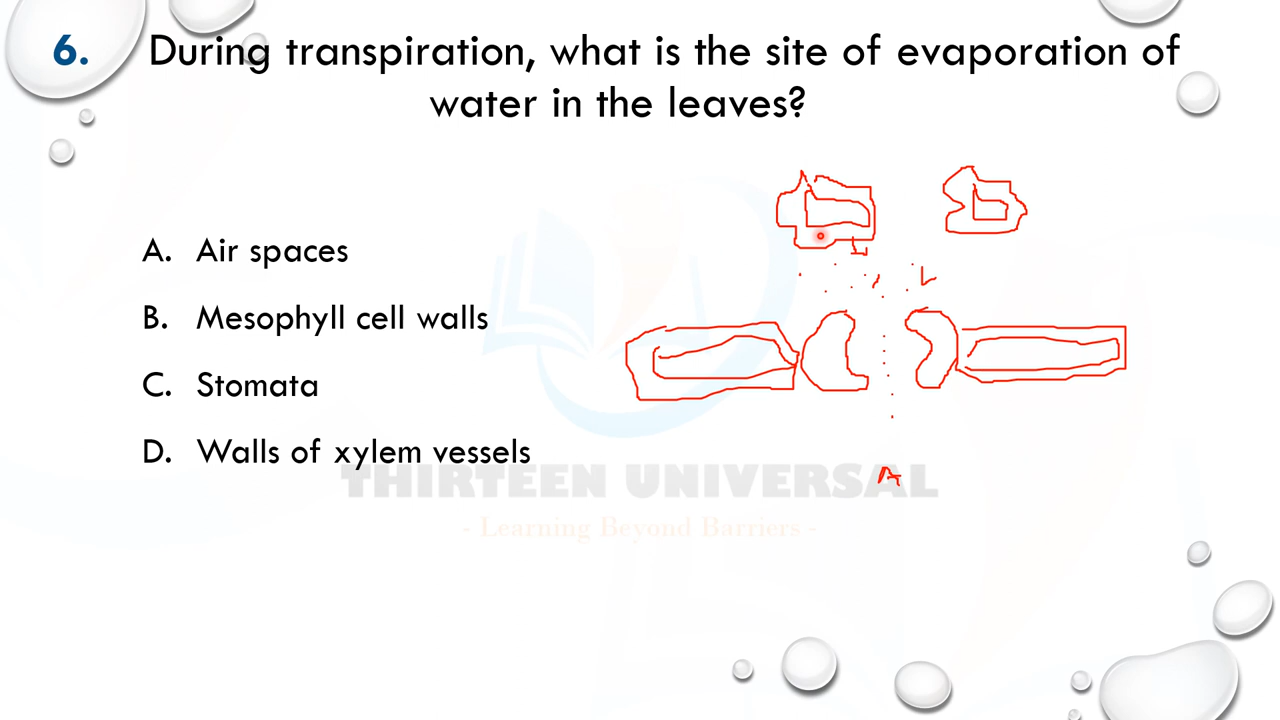 6. During transpiration, what is the site of evaporation of
water in the leaves?
A. Air spaces
B. Mesophyll cell walls
C. Stomata
D. Walls of xylem vessels
L
L
A
THIRTEEN UNIVERSAL
- Learning Beyond Barriers -